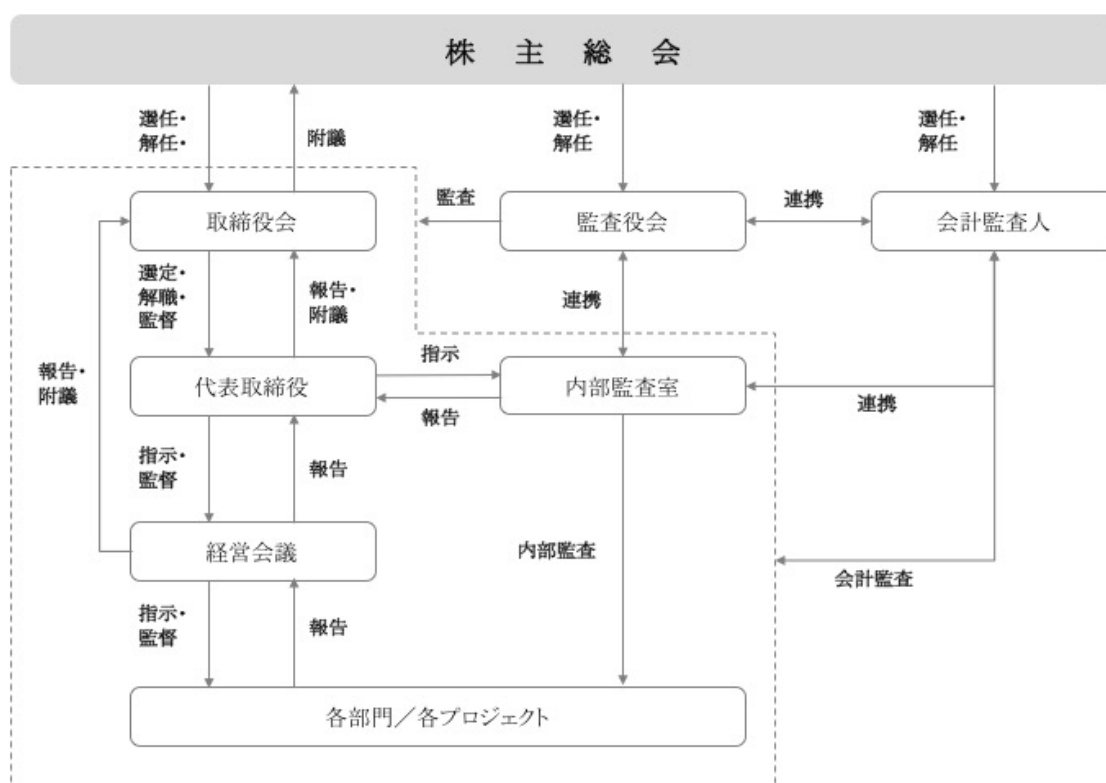 株 主 総 会
選任・
解任・
附議
選任・
解任
選任・
解任
取締役会
監査
監査役会
連携
会計監査人
選定・
解職・
監督
報告・
附議
連携
報告・
附議
代表取締役
指示
報告
内部監査室
連携
指示・
監督
報告
経営会議
内部監査
会計監査
指示・
監督
報告
各部門／各プロジェクト